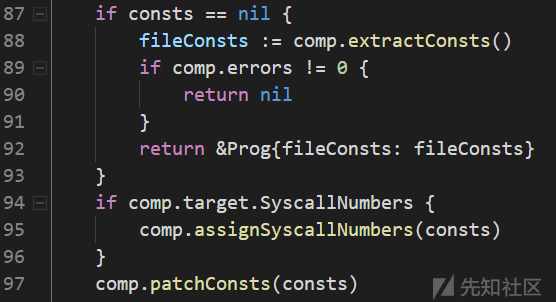 87 if consts == nil {
88 fileConsts := comp.extractConsts()
89 if comp.errors != 0 {
90 return nil
91 }
92 return &Prog{fileConsts: fileConsts}
93 }
94 if comp.target.SyscallNumbers {
95 comp.assignSyscallNumbers(consts)
96 }
97 comp.patchConsts(consts)
先知社区